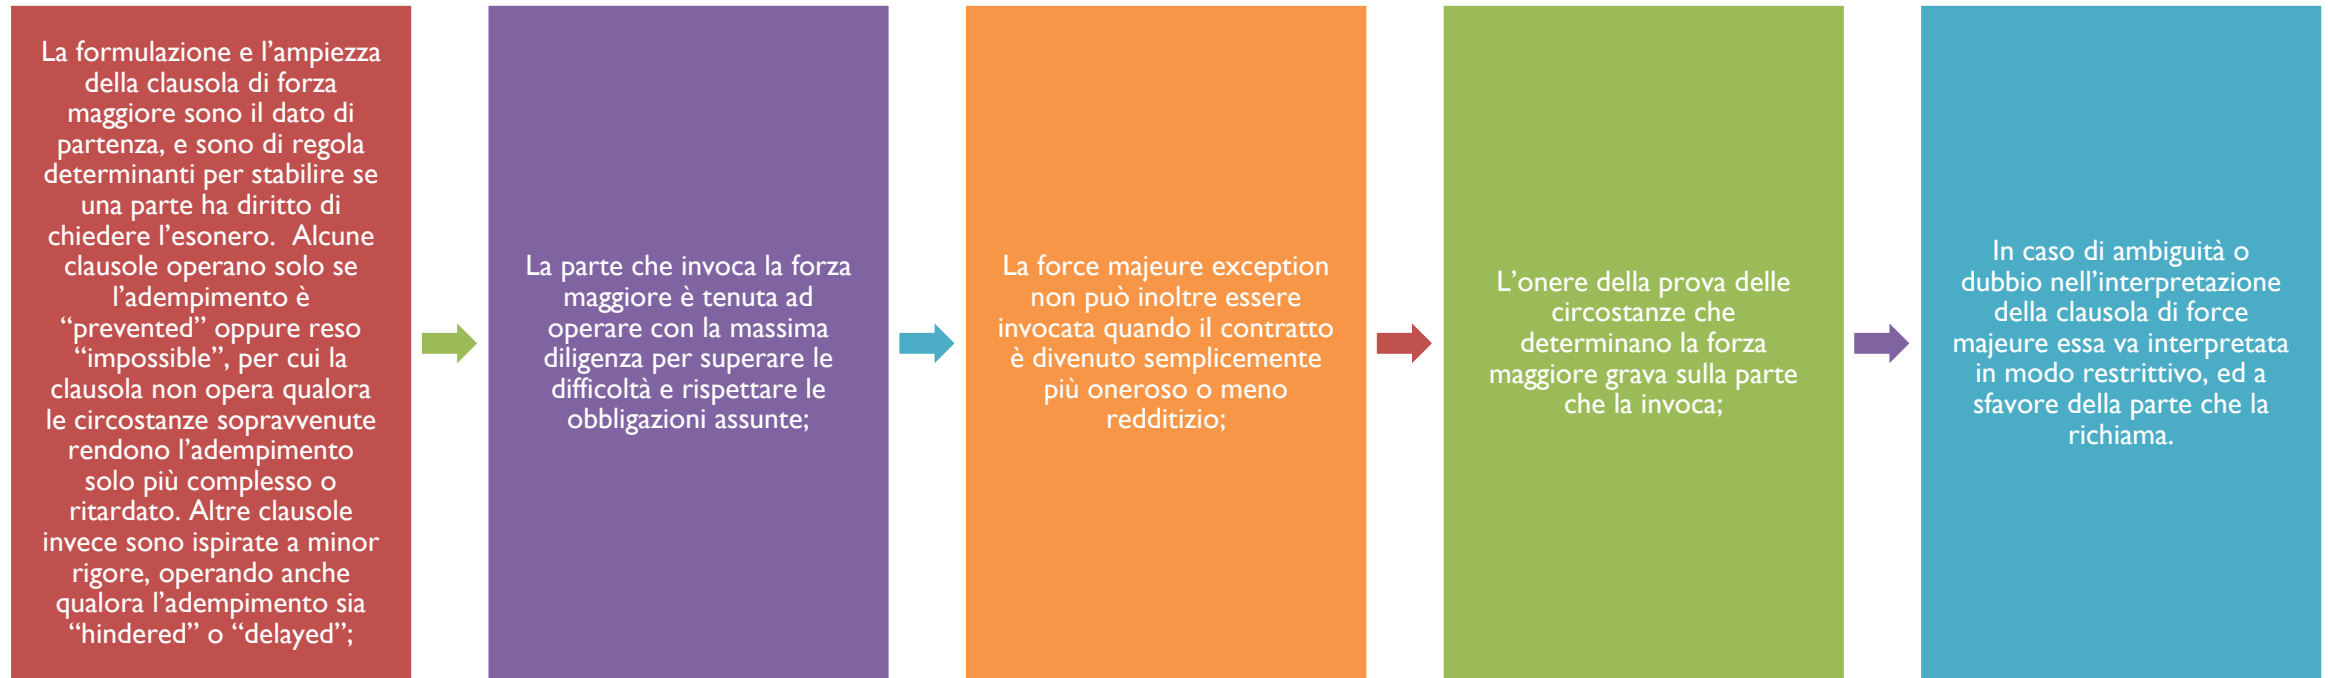 La formulazione e l’ampiezza
della clausola di forza
maggiore sono il dato di
partenza, e sono di regola
determinanti per stabilire se
una parte ha diritto di
chiedere l’esonero.  Alcune
clausole operano solo se
l’adempimento è
“prevented” oppure reso
“impossible”, per cui la
clausola non opera qualora
le circostanze sopravvenute
rendono l’adempimento
solo più complesso o
ritardato. Altre clausole
invece sono ispirate a minor
rigore, operando anche
qualora l’adempimento sia
“hindered” o “delayed”;
La parte che invoca la forza
maggiore è tenuta ad
operare con la massima
diligenza per superare le
difficoltà e rispettare le
obbligazioni assunte;
La force majeure exception
non può inoltre essere
invocata quando il contratto
è divenuto semplicemente
più oneroso o meno
redditizio;
L’onere della prova delle
circostanze che
determinano la forza
maggiore grava sulla parte
che la invoca;
In caso di ambiguità o
dubbio nell’interpretazione
della clausola di force
majeure essa va interpretata
in modo restrittivo, ed a
sfavore della parte che la
richiama.